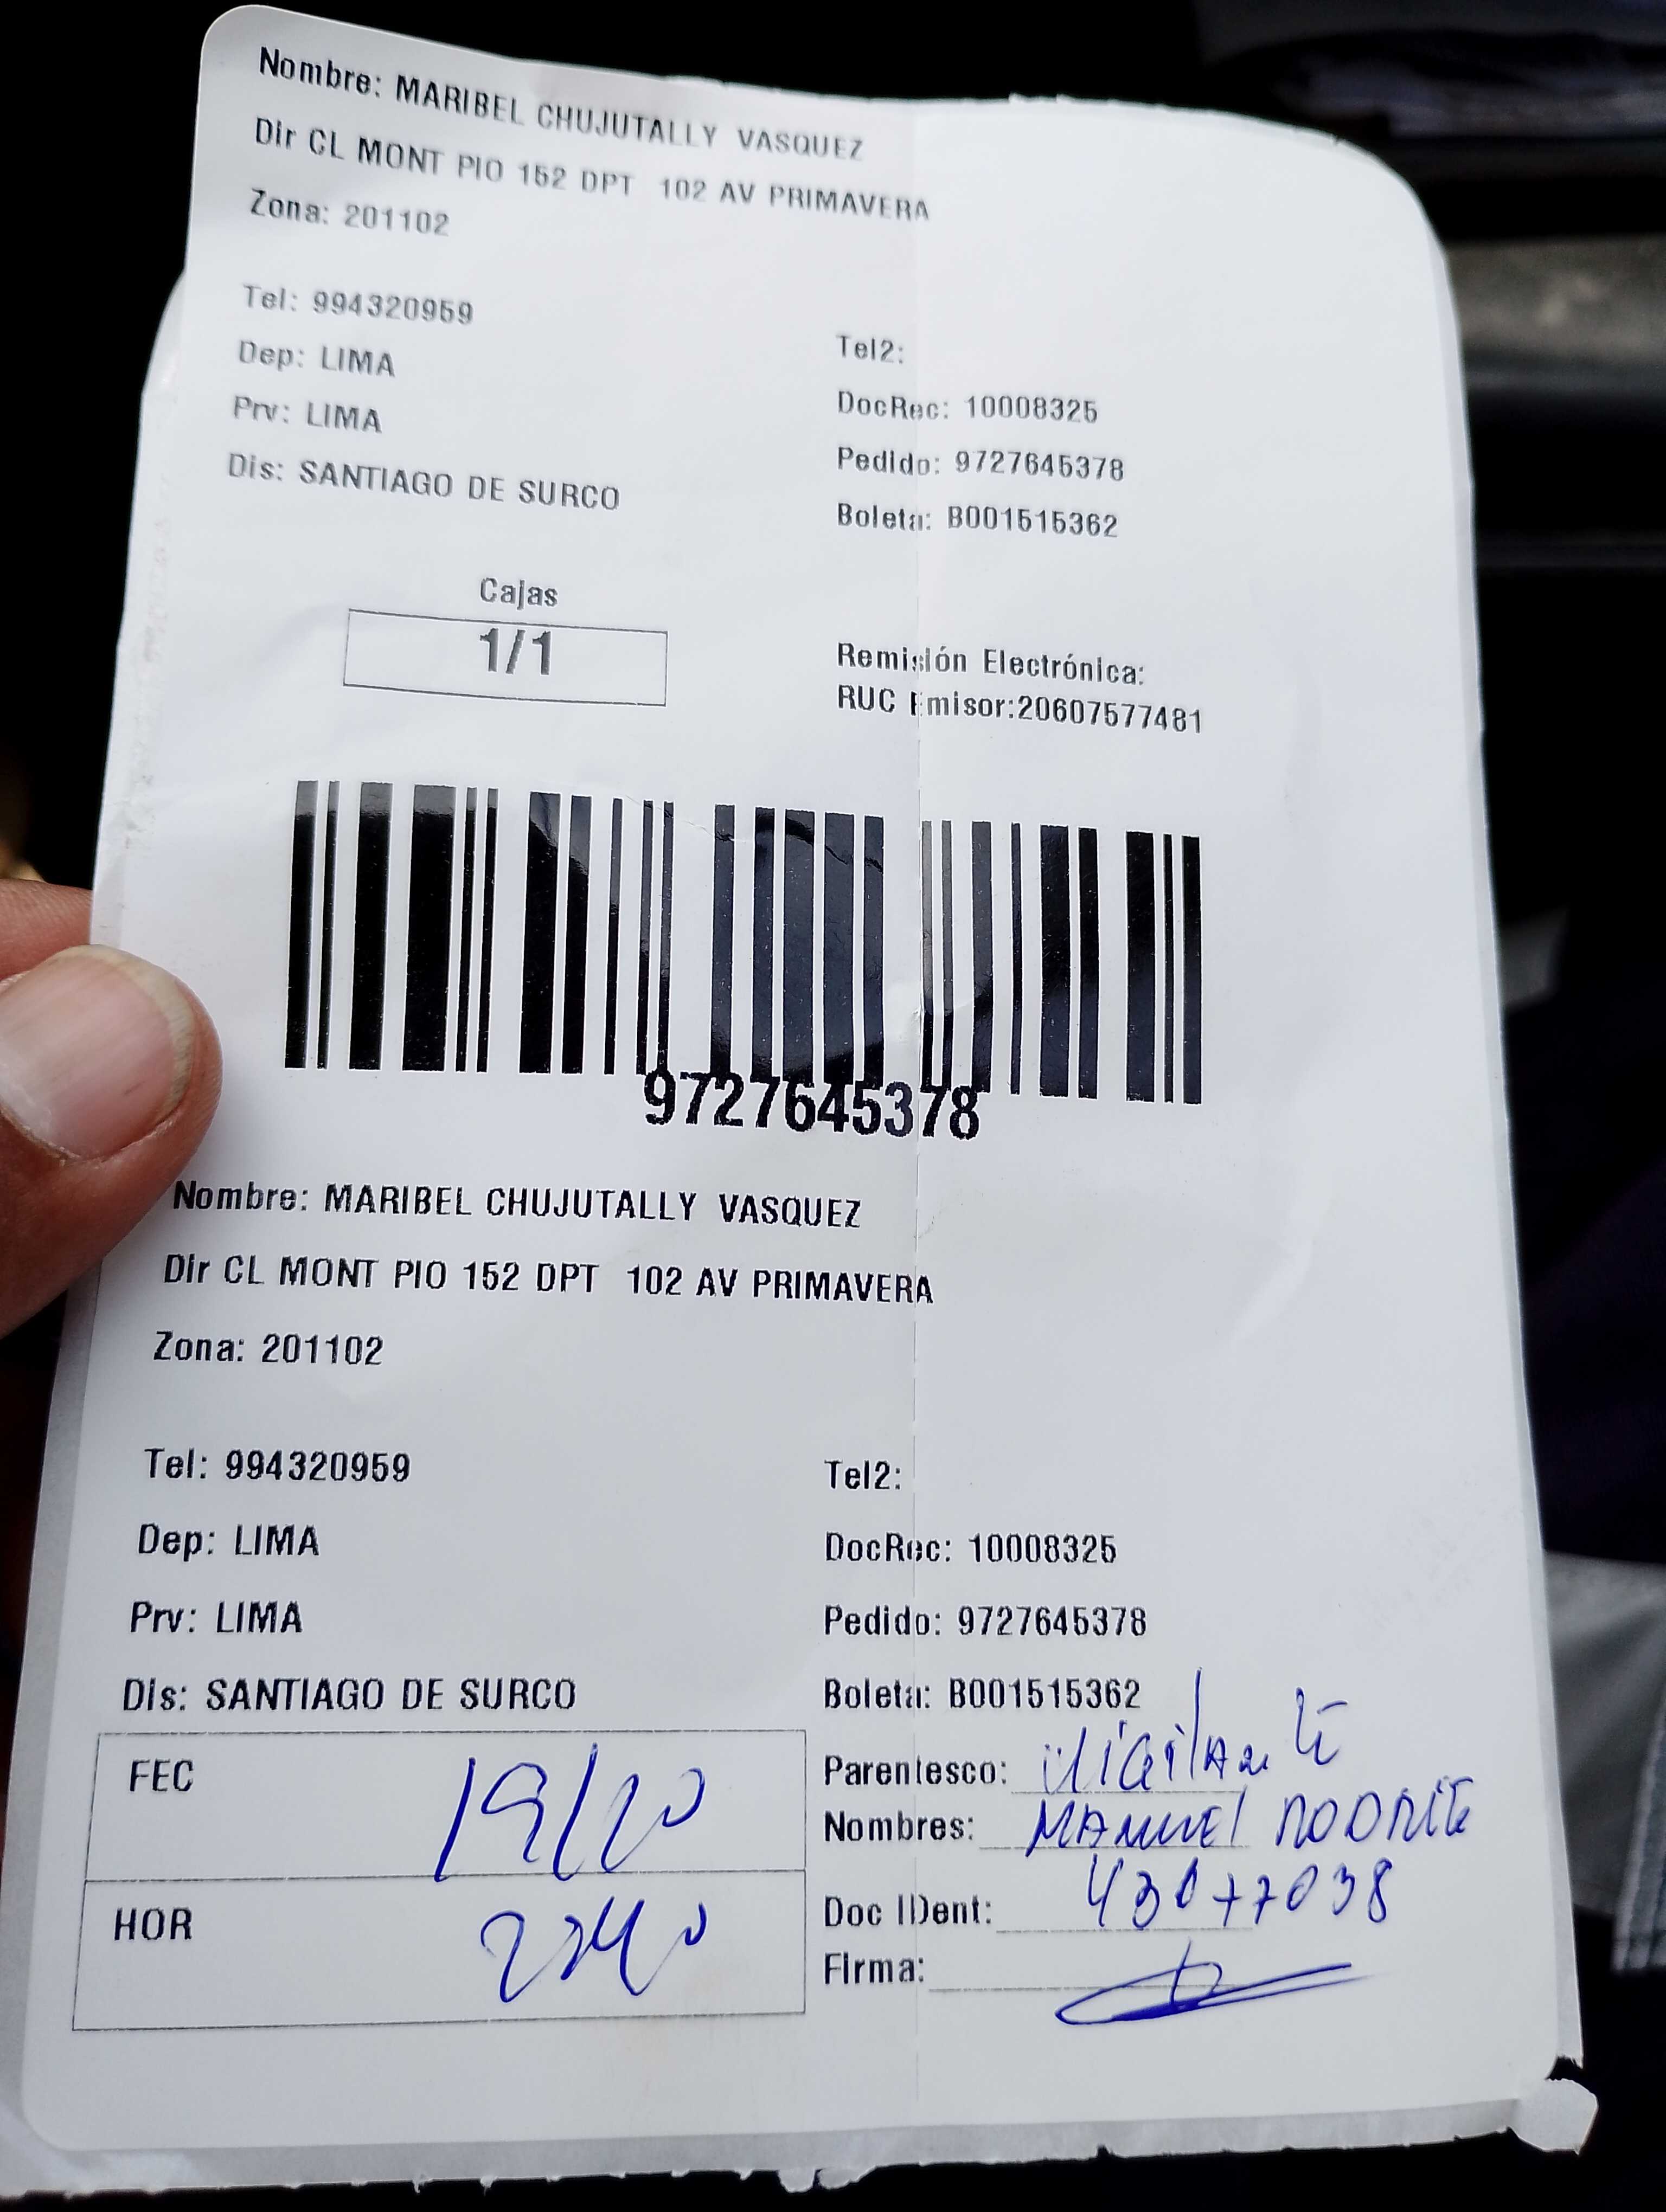 Nombre: MARIBEL CHUJUTALLY VASQUEZ
Dir CL MONT PIO 152 DPT 102 AV PRIMAVERA
Zona: 201102
Tel: 994320959
Tel2:
Dep: LIMA
DocRec: 10008325
Prv: LIMA
Pedido: 9727645378
Dis: SANTIAGO DE SURCO
Boleta: B001515362
Cajas
1/1
Remisión Electrónica:
RUC Emisor:20607577481
9727645378
Nombre: MARIBEL CHUJUTALLY VASQUEZ
Dir CL MONT PIO 152 DPT 102 AV PRIMAVERA
Zona: 201102
Tel: 994320959
Tel2:
Dep: LIMA
DocRec: 10008325
Prv: LIMA
Pedido: 9727645378
Dis: SANTIAGO DE SURCO
Boleta: B001515362
FEC
Parentesco: Vigilante
Nombres: MANUEL
HOR
Doc IDent:
Firma: